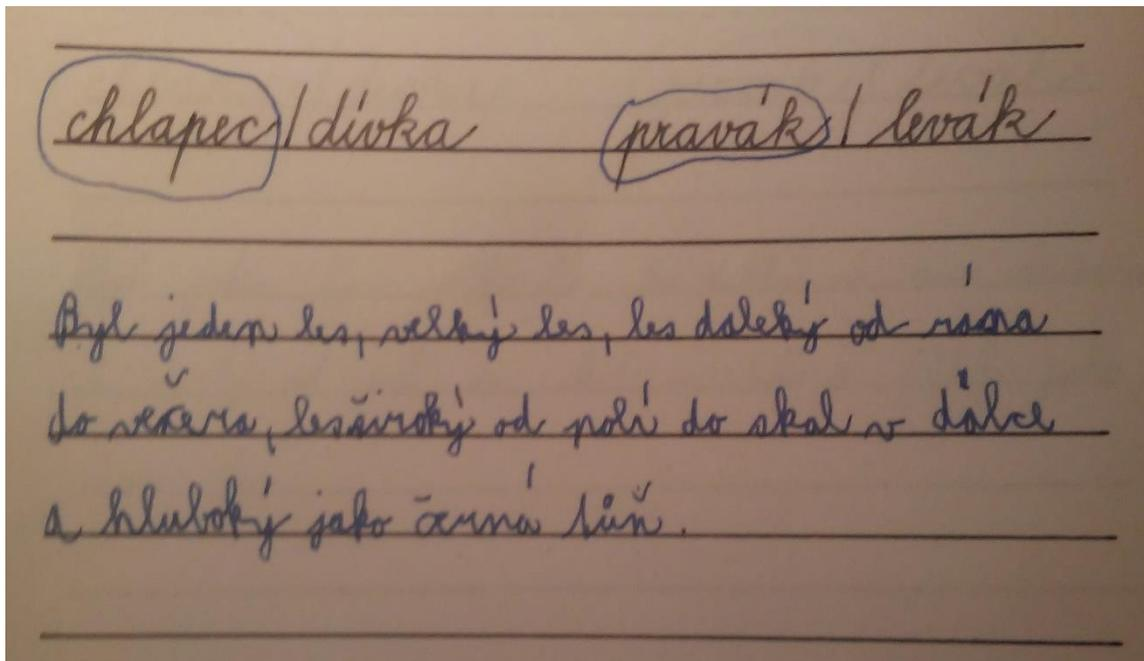 chlapec / dívka pravák / levák
Byl jeden les, velký les, les daleký od rána
do večera, les široký od polí do skal v dálce
a hluboký jako černá tůň.